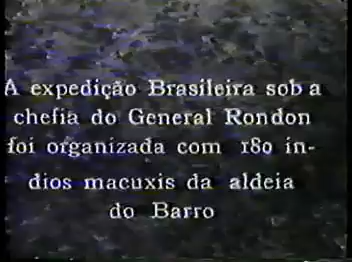 A expedição Brasileira sob a
chefia do General Rondon
foi organizada com 180 in-
dios macuxis da aldeia
do Barro